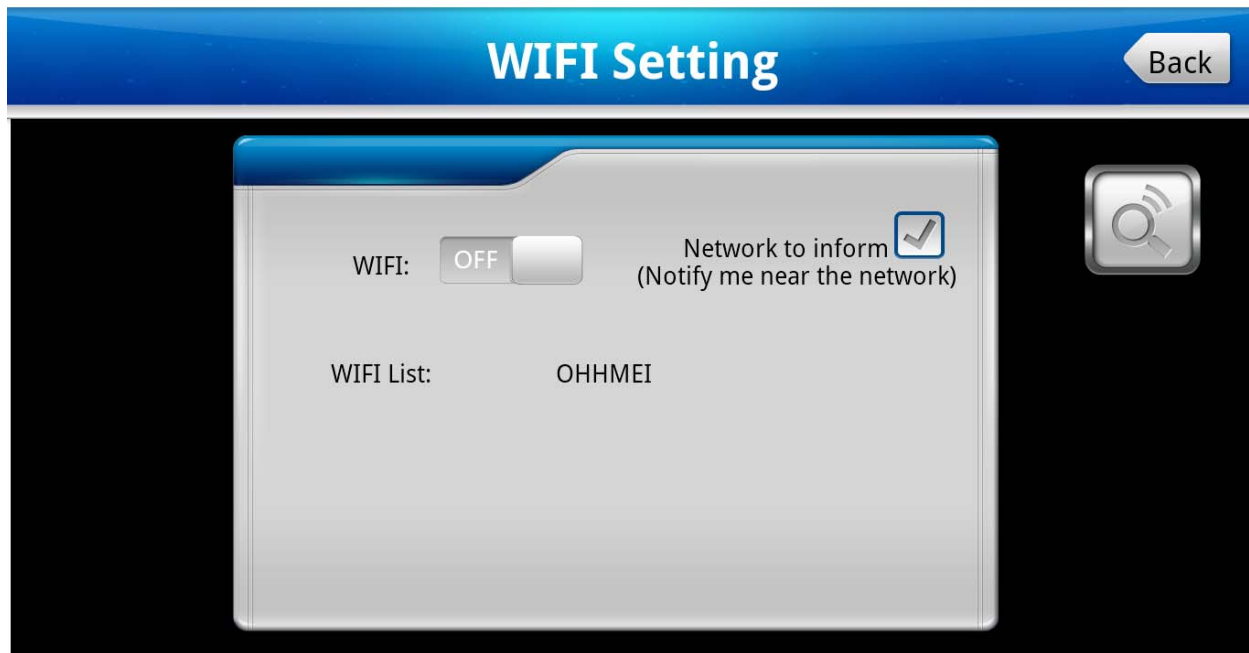 WIFI Setting
Back
WIFI:
OFF
Network to inform
(Notify me near the network)
WIFI List:
OHHMEI